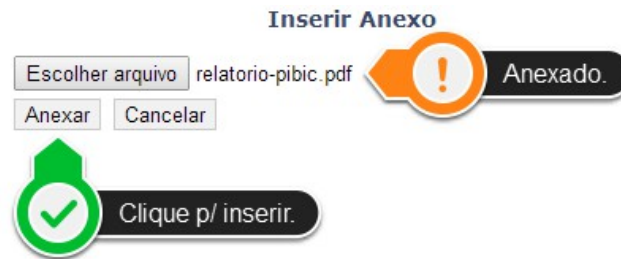 Inserir Anexo
Escolher arquivo relatorio-pibic.pdf ! Anexado.
Anexar Cancelar
Clique p/ inserir.